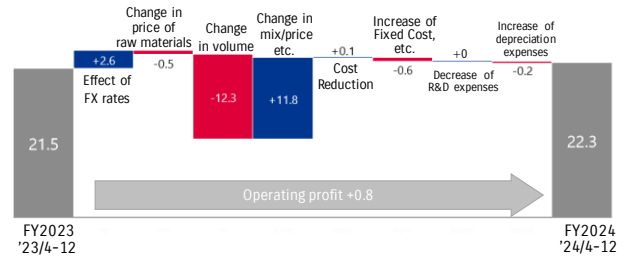 +2.6
Effect of
FX rates
Change in
price of
raw materials
-0.5
Change
in volume
-12.3
Change in
mix/price
etc.
+11.8
+0.1
Cost
Reduction
Increase of
Fixed Cost,
etc.
-0.6
+0
Decrease of
R&D expenses
Increase of
depreciation
expenses
-0.2
21.5
22.3
Operating profit +0.8
FY2023
'23/4-12
FY2024
'24/4-12